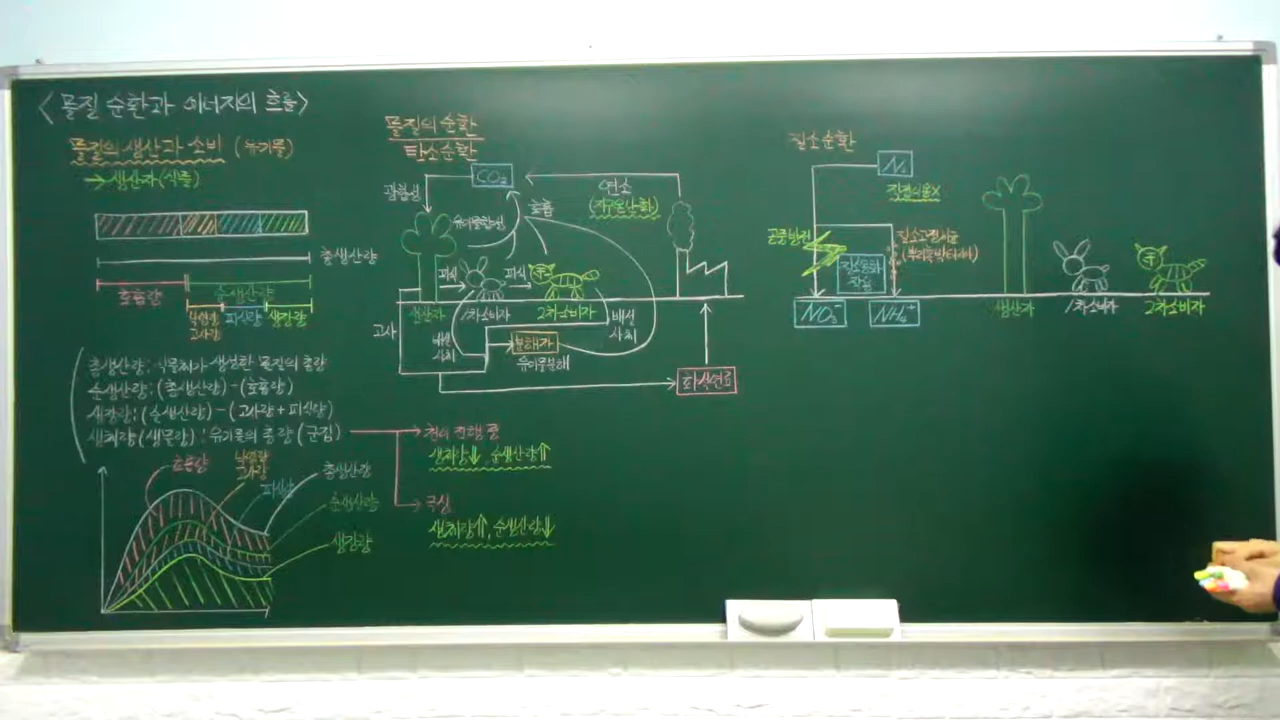 <물질 순환과 에너지의 흐름>
물질의 생산과 소비 (유기물)
→ 생산자(식물)
총생산량
호흡량
순생산량
낙엽량
고사량
피식량
생장량
총생산량 : 식물체가 생성한 물질의 총량
순생산량 : (총생산량) - (호흡량)
생장량 : (순생산량) - (고사량 + 피식량)
생체량 (생물량) : 유기물의 총량 (군집)
천이 진행 중
생체량↓, 순생산량↑
극상
생체량↑, 순생산량↓
호흡량
낙엽량
고사량
피식량
총생산량
순생산량
생장량
물질의 순환
탄소순환
CO₂
광합성
유기물합성
호흡
연소
(지구온난화)
피식
피식
생산자
1차소비자
2차소비자
고사
배설
사체
분해자
유기물분해
배설
사체
화석연료
질소순환
N₂
직접이용X
공중방전
질소고정세균
(뿌리혹박테리아)
질소동화
작용
NO₃⁻
NH₄⁺
생산자
1차소비자
2차소비자